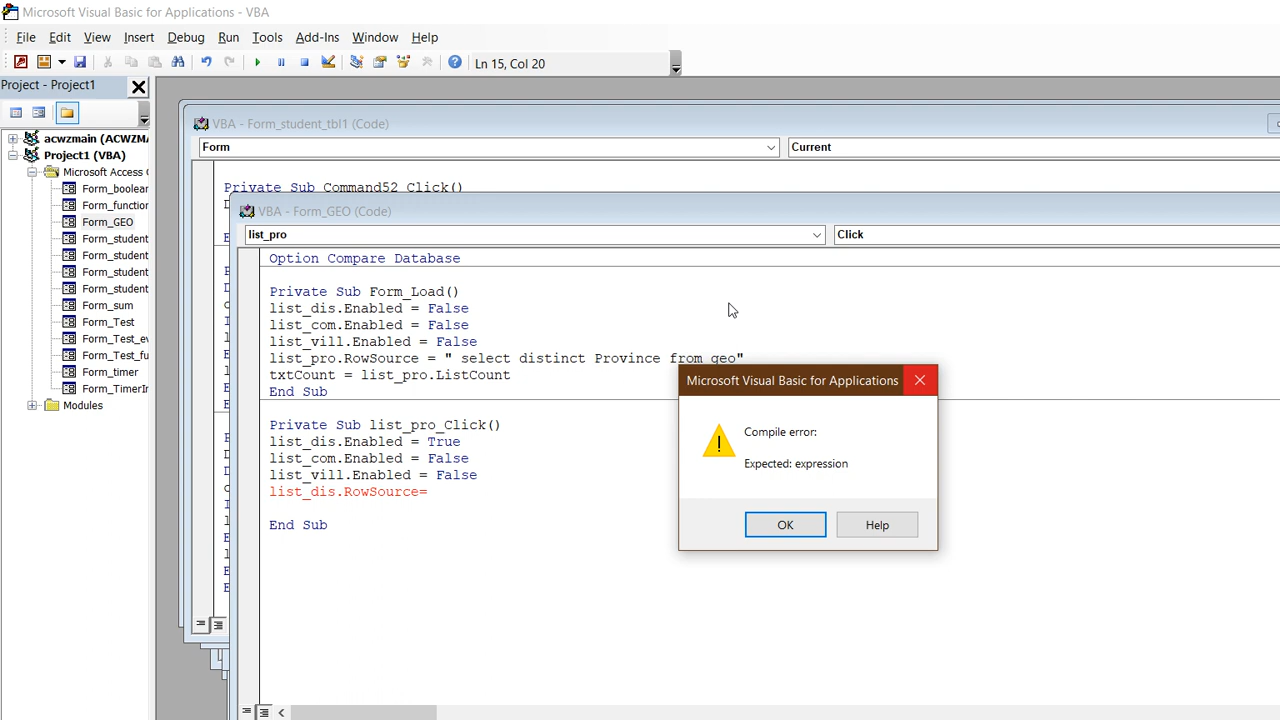 Microsoft Visual Basic for Applications - VBA
File Edit View Insert Debug Run Tools Add-Ins Window Help
Ln 15, Col 20
Project - Project1
acwzmain (ACWZM
Project1 (VBA)
Microsoft Access
Form_boolear
Form_function
Form_GEO
Form_student
Form_student
Form_student
Form_student
Form_sum
Form_Test
Form_Test_ev
Form_Test_fu
Form_timer
Form_TimerIr
Modules
VBA - Form_student_tbl1 (Code)
Form Current
Private Sub Command52_Click()
VBA - Form_GEO (Code)
list_pro Click
Option Compare Database
Private Sub Form_Load()
list_dis.Enabled = False
list_com.Enabled = False
list_vill.Enabled = False
list_pro.RowSource = " select distinct Province from geo"
txtCount = list_pro.ListCount
End Sub
Private Sub list_pro_Click()
list_dis.Enabled = True
list_com.Enabled = False
list_vill.Enabled = False
list_dis.RowSource=
End Sub
Microsoft Visual Basic for Applications
Compile error:
Expected: expression
OK Help